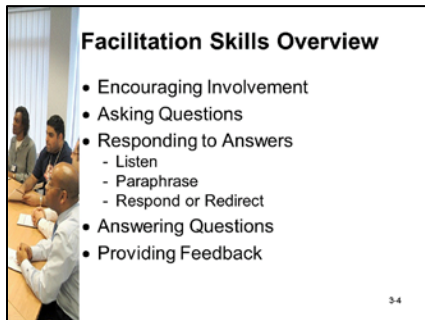 Facilitation Skills Overview
• Encouraging Involvement
• Asking Questions
• Responding to Answers
- Listen
- Paraphrase
- Respond or Redirect
• Answering Questions
• Providing Feedback
3-4